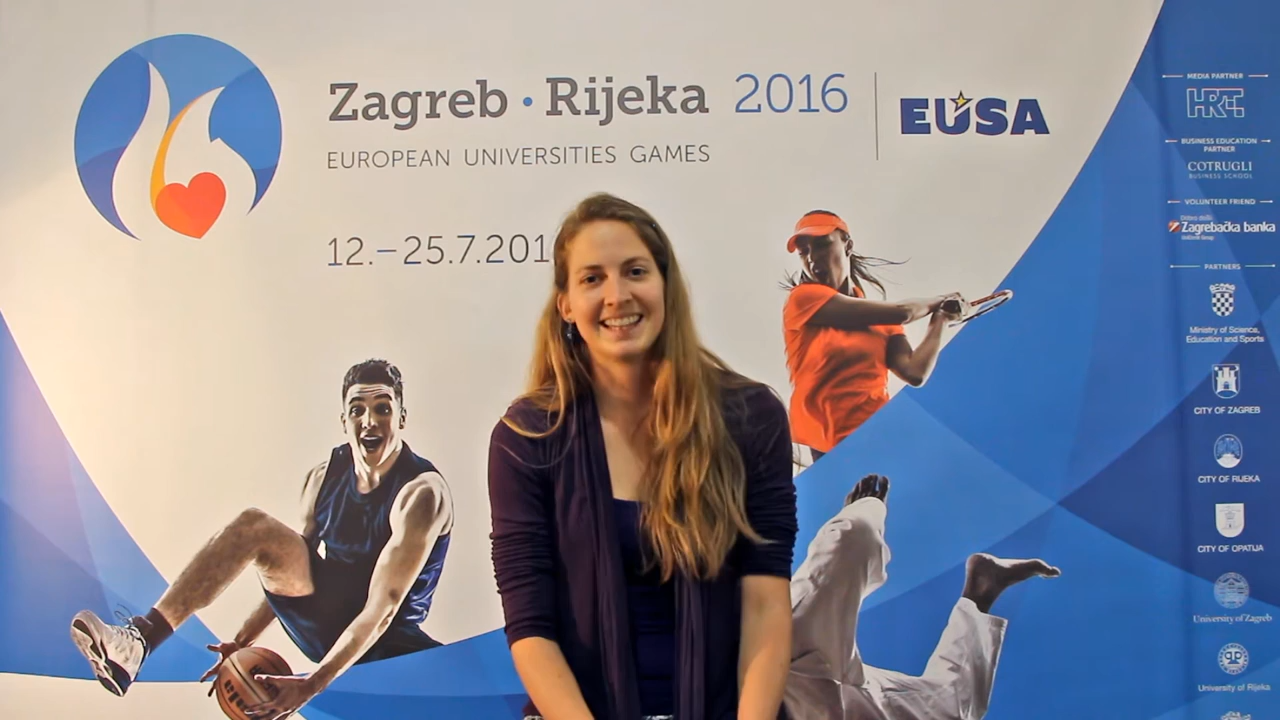 Zagreb · Rijeka 2016
EUSA
EUROPEAN UNIVERSITIES GAMES
12.–25.7.201
MEDIA PARTNER
HRT
BUSINESS EDUCATION
PARTNER
COTRUGLI
BUSINESS SCHOOL
VOLUNTEER FRIEND
Zagrebačka banka
PARTNERS
Ministry of Science,
Education and Sports
CITY OF ZAGREB
CITY OF RIJEKA
CITY OF OPATIJA
University of Zagreb
University of Rijeka